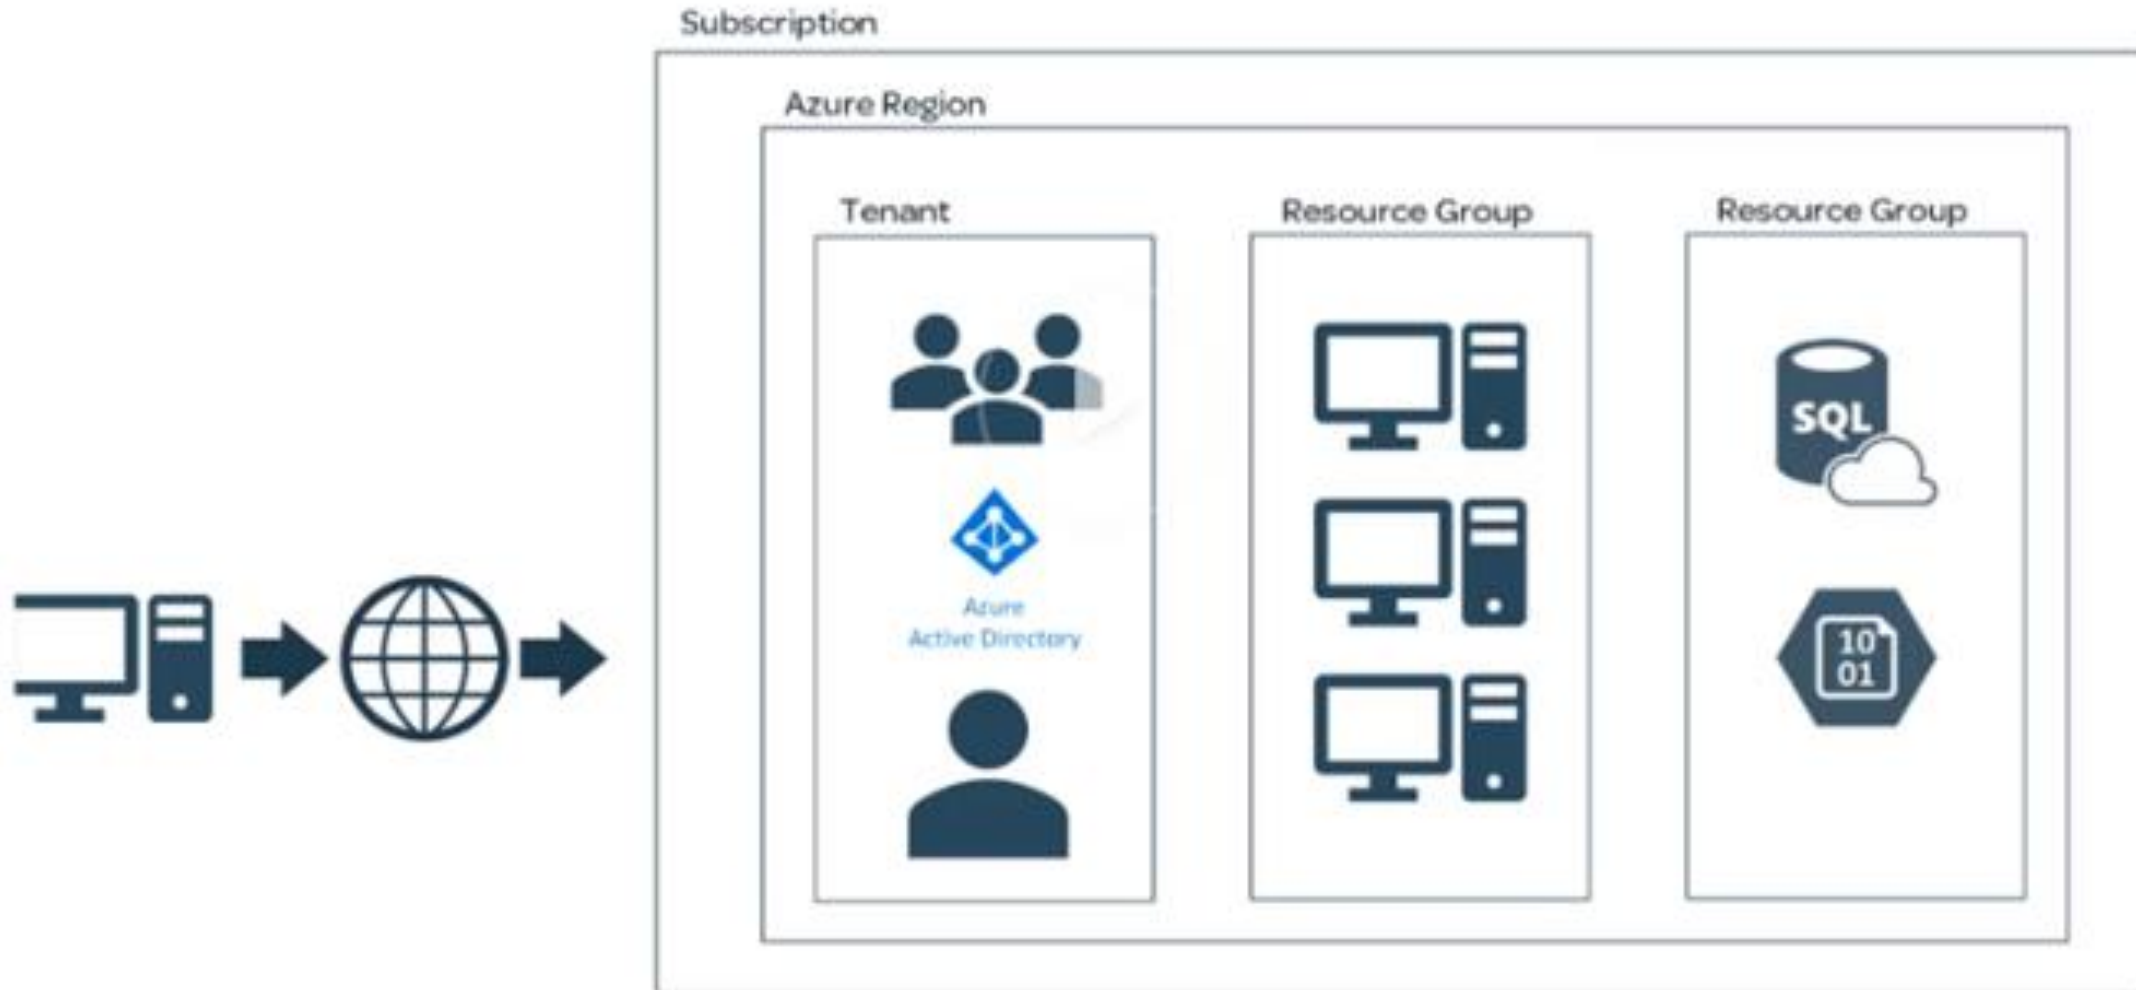 Subscription
Azure Region
Tenant
Resource Group
Resource Group
Azure
Active Directory
SQL
10
01